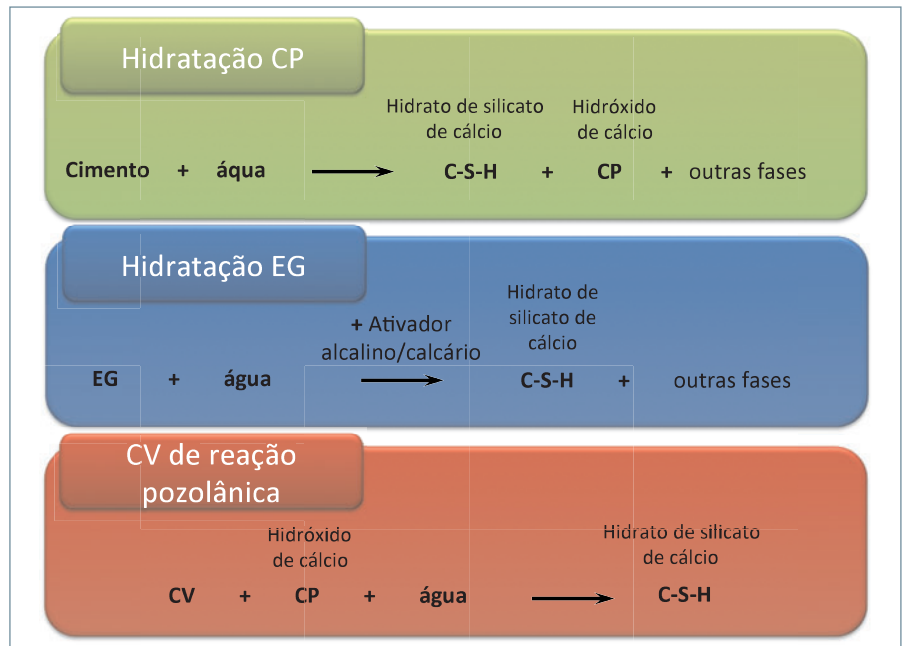 Hidratação CP
Hidrato de silicato
de cálcio
Hidróxido
de cálcio
Cimento + áqua C-S-H + CP + outras fases
Hidratação EG
Hidrato de
silicato de
cálcio
+ Ativador
alcalino/calcário
EG + água C-S-H + outras fases
CV de reação
pozolânica
Hidróxido
de cálcio
Hidrato de silicato
de cálcio
CV + CP + água C-S-H